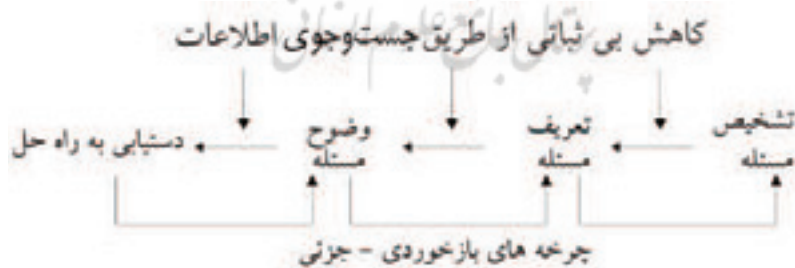 کاهش بی ثباتی از طریق جست‌وجوی اطلاعات
تشخیص مسئله
تعریف مسئله
وضوح مسئله
دستیابی به راه حل
چرخه های بازخوردی - جزئی